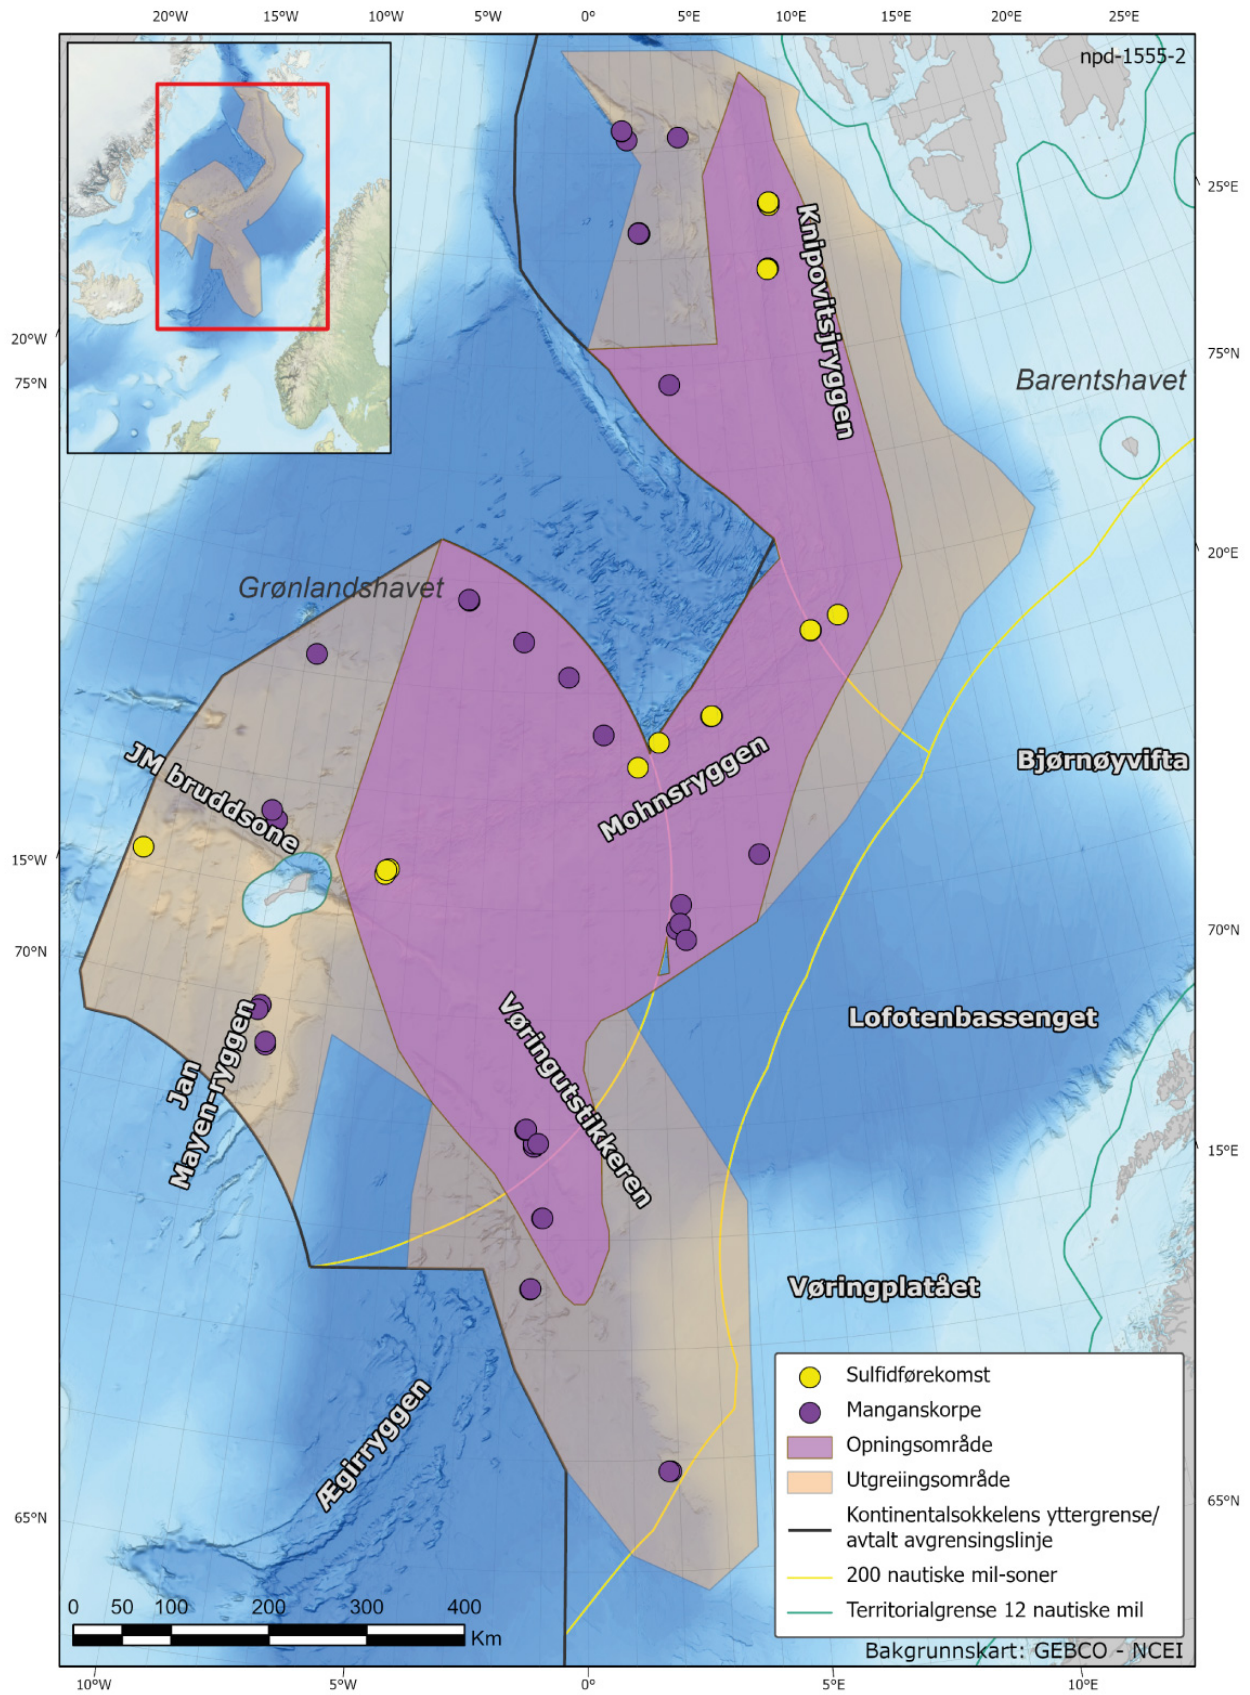 20°W 15°W 10°W 5°W 0° 5°E 10°E 15°E 20°E 25°E
npd-1555-2
25°E
Knipovitsjryggen
20°W
75°N
75°N
Barentshavet
20°E
Grønlandshavet
JM bruddsone
Mohnsryggen
Bjørnøyvifta
15°W
70°N
70°N
Vøringutstikkeren
Lofotenbassenget
Jan
Mayen-ryggen
15°E
Vøringplatået
Ægirryggen
65°N
65°N
Sulfidførekomst
Manganskorpe
Opningsområde
Utgreiingsområde
Kontinentalsokkelens yttergrense/
avtalt avgrensingslinje
200 nautiske mil-soner
Territorialgrense 12 nautiske mil
0 50 100 200 300 400
Km
Bakgrunnskart: GEBCO - NCEI
10°W 5°W 0° 5°E 10°E